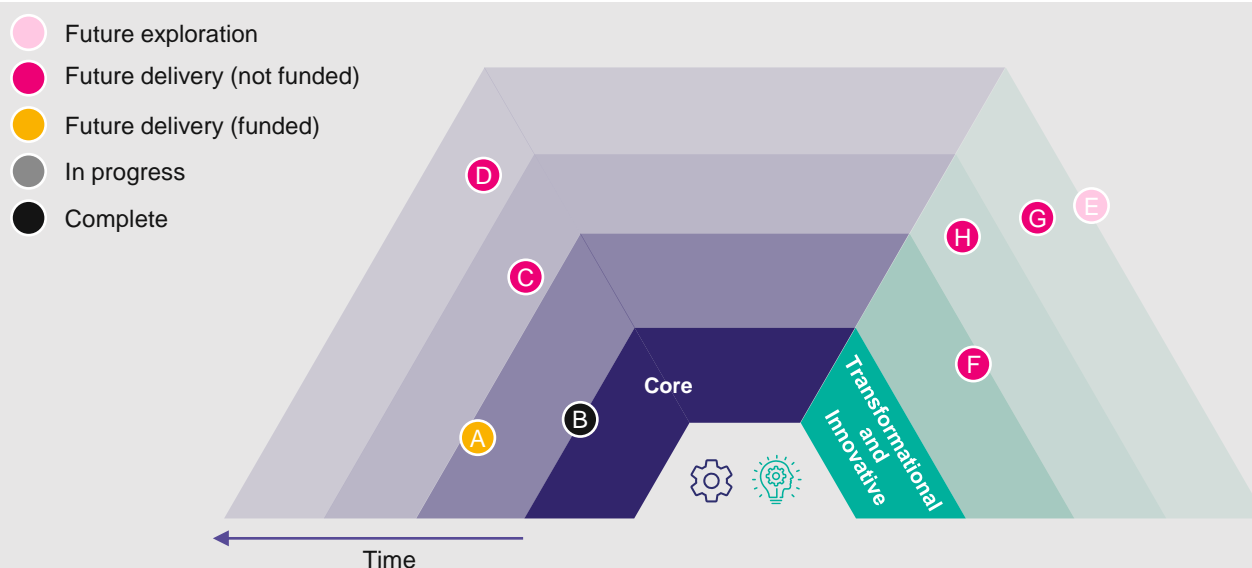 Future exploration
Future delivery (not funded)
Future delivery (funded)
In progress
Complete
D
C
A
B
Core
Transformational
and
Innovative
H
G
E
F
Time